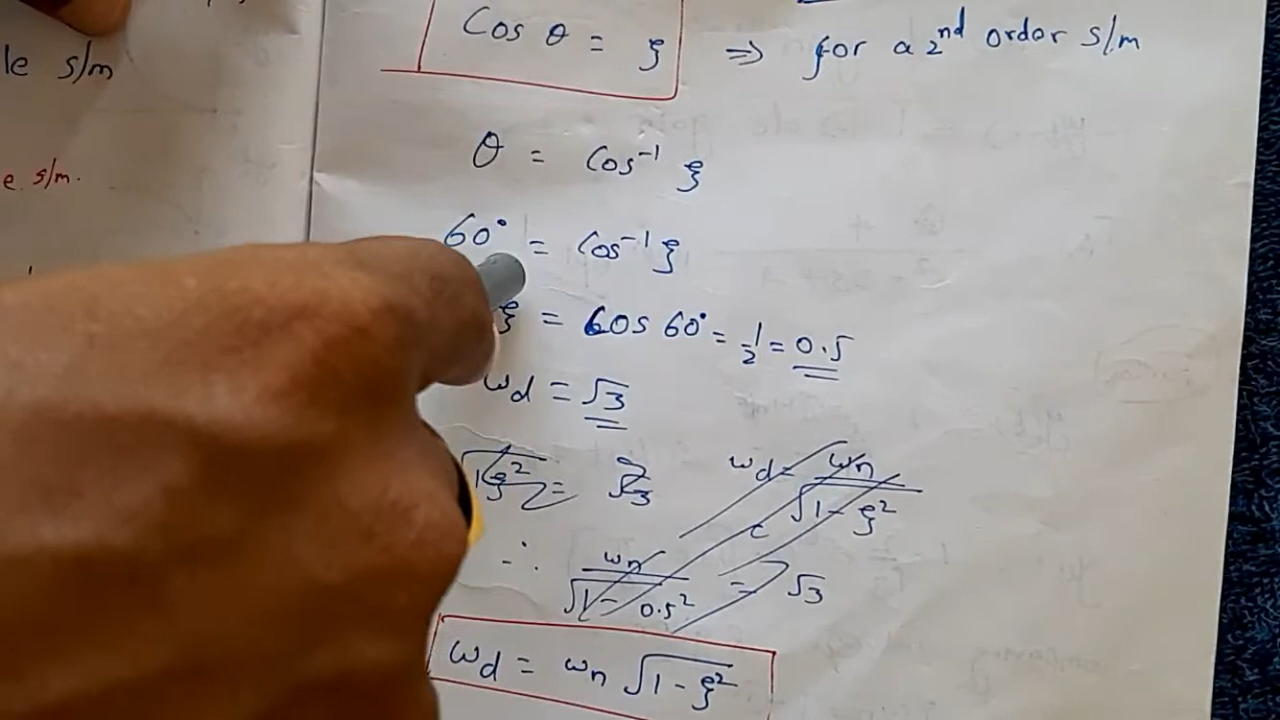 le s/m
e. s/m.
Cos θ = ξ ⇒ for a 2nd order s/m
θ = Cos⁻¹ ξ
60° = Cos⁻¹ ξ
ξ = Cos 60° = 1/2 = 0.5
ωd = √3
ωd = ωn / √1 - ξ²
∴ ωn / √1 - 0.5² = √3
ωd = ωn √1 - ξ²